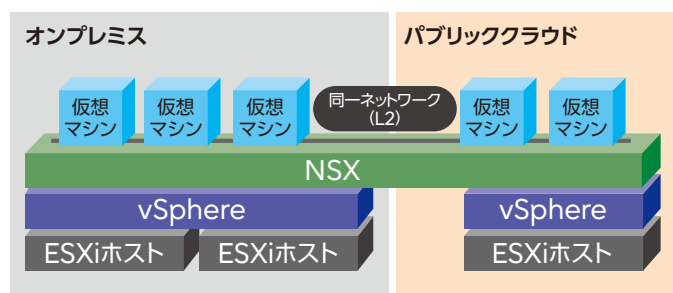 オンプレミス
パブリッククラウド
仮想
マシン
仮想
マシン
仮想
マシン
同一ネットワーク
（L2）
仮想
マシン
仮想
マシン
NSX
vSphere
vSphere
ESXiホスト
ESXiホスト
ESXiホスト